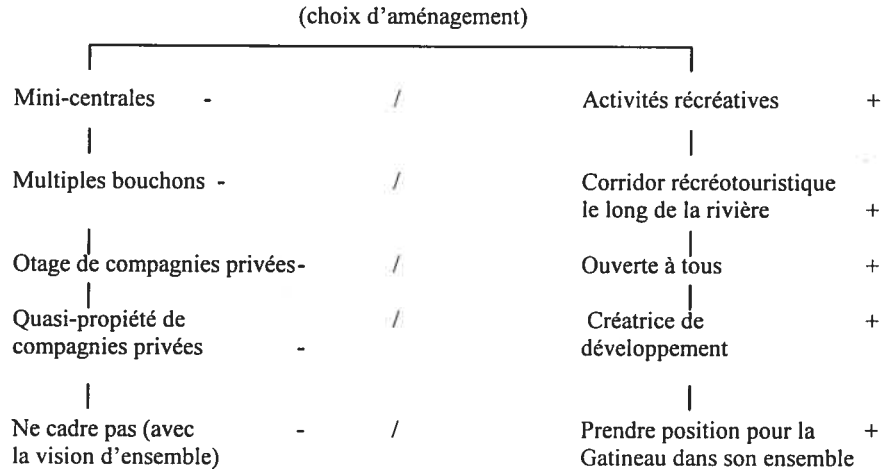 (choix d'aménagement)
Mini-centrales - / Activités récréatives +
Multiples bouchons - / Corridor récréotouristique
le long de la rivière +
Otage de compagnies privées- / Ouverte à tous +
Quasi-propiété de / Créatrice de +
compagnies privées - développement
Ne cadre pas (avec - / Prendre position pour la +
la vision d'ensemble) Gatineau dans son ensemble